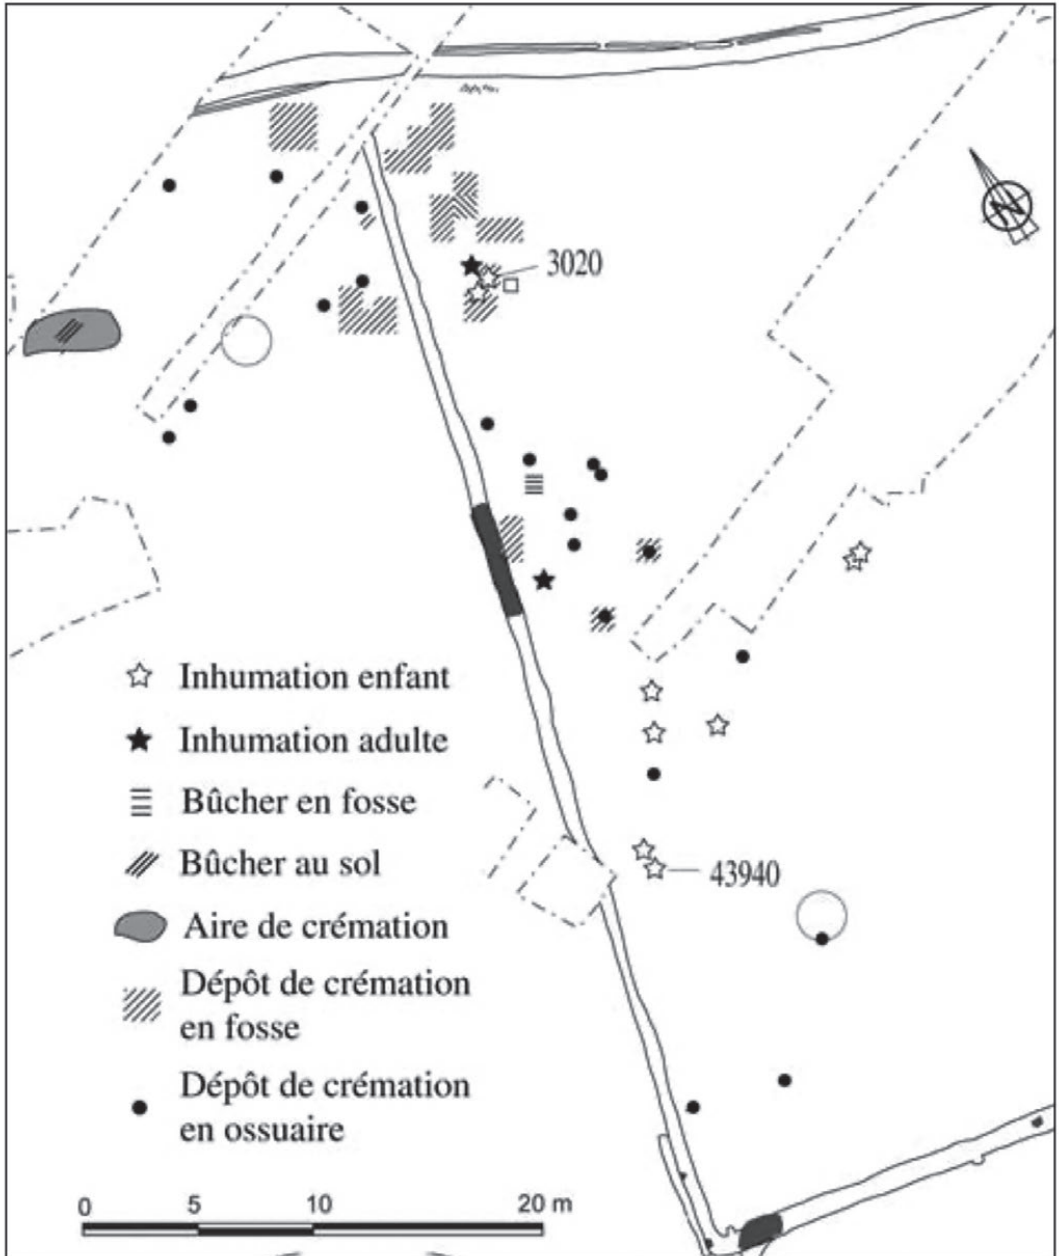 N
3020
Inhumation enfant
Inhumation adulte
Bûcher en fosse
Bûcher au sol
43940
Aire de crémation
Dépôt de crémation
en fosse
Dépôt de crémation
en ossuaire
0 5 10 20 m